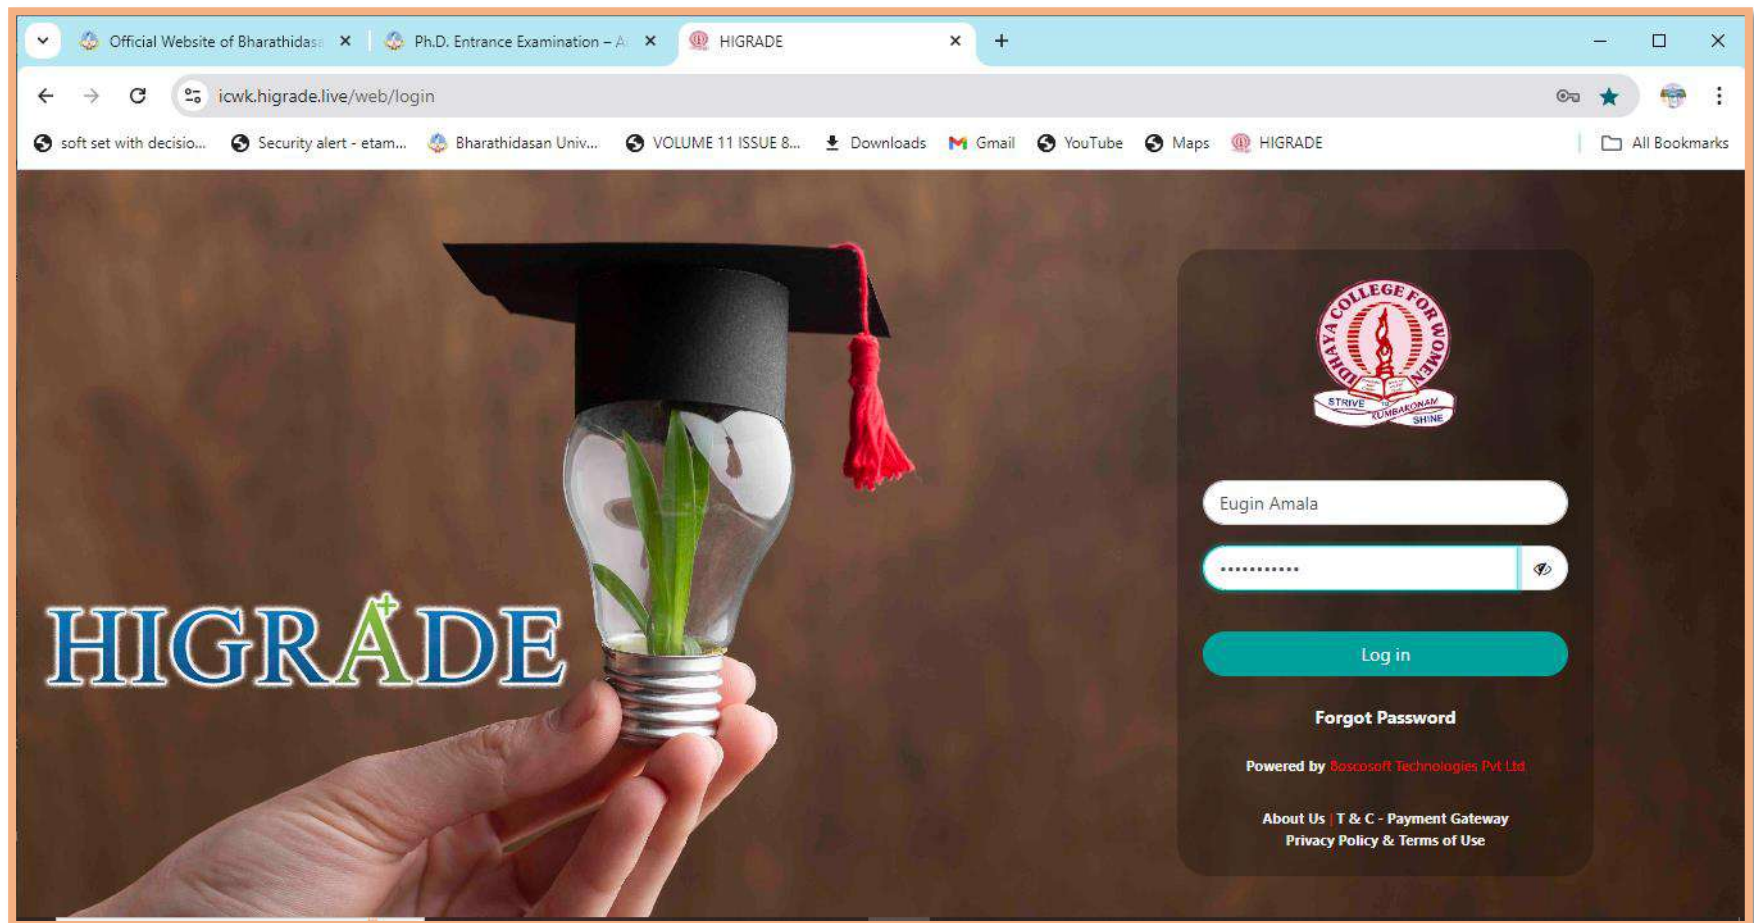 Official Website of Bharathidas
Ph.D. Entrance Examination – A
HIGRADE
icwk.higrade.live/web/login
soft set with decisio...
Security alert - etam...
Bharathidasan Univ...
VOLUME 11 ISSUE 8...
Downloads
Gmail
YouTube
Maps
HIGRADE
All Bookmarks
IDHAYA COLLEGE FOR WOMEN
STRIVE TO
KUMBAKONAM
SHINE
Eugin Amala
HIGRADE+
Log in
Forgot Password
Powered by Boscosoft Technologies Pvt Ltd
About Us | T & C - Payment Gateway
Privacy Policy & Terms of Use